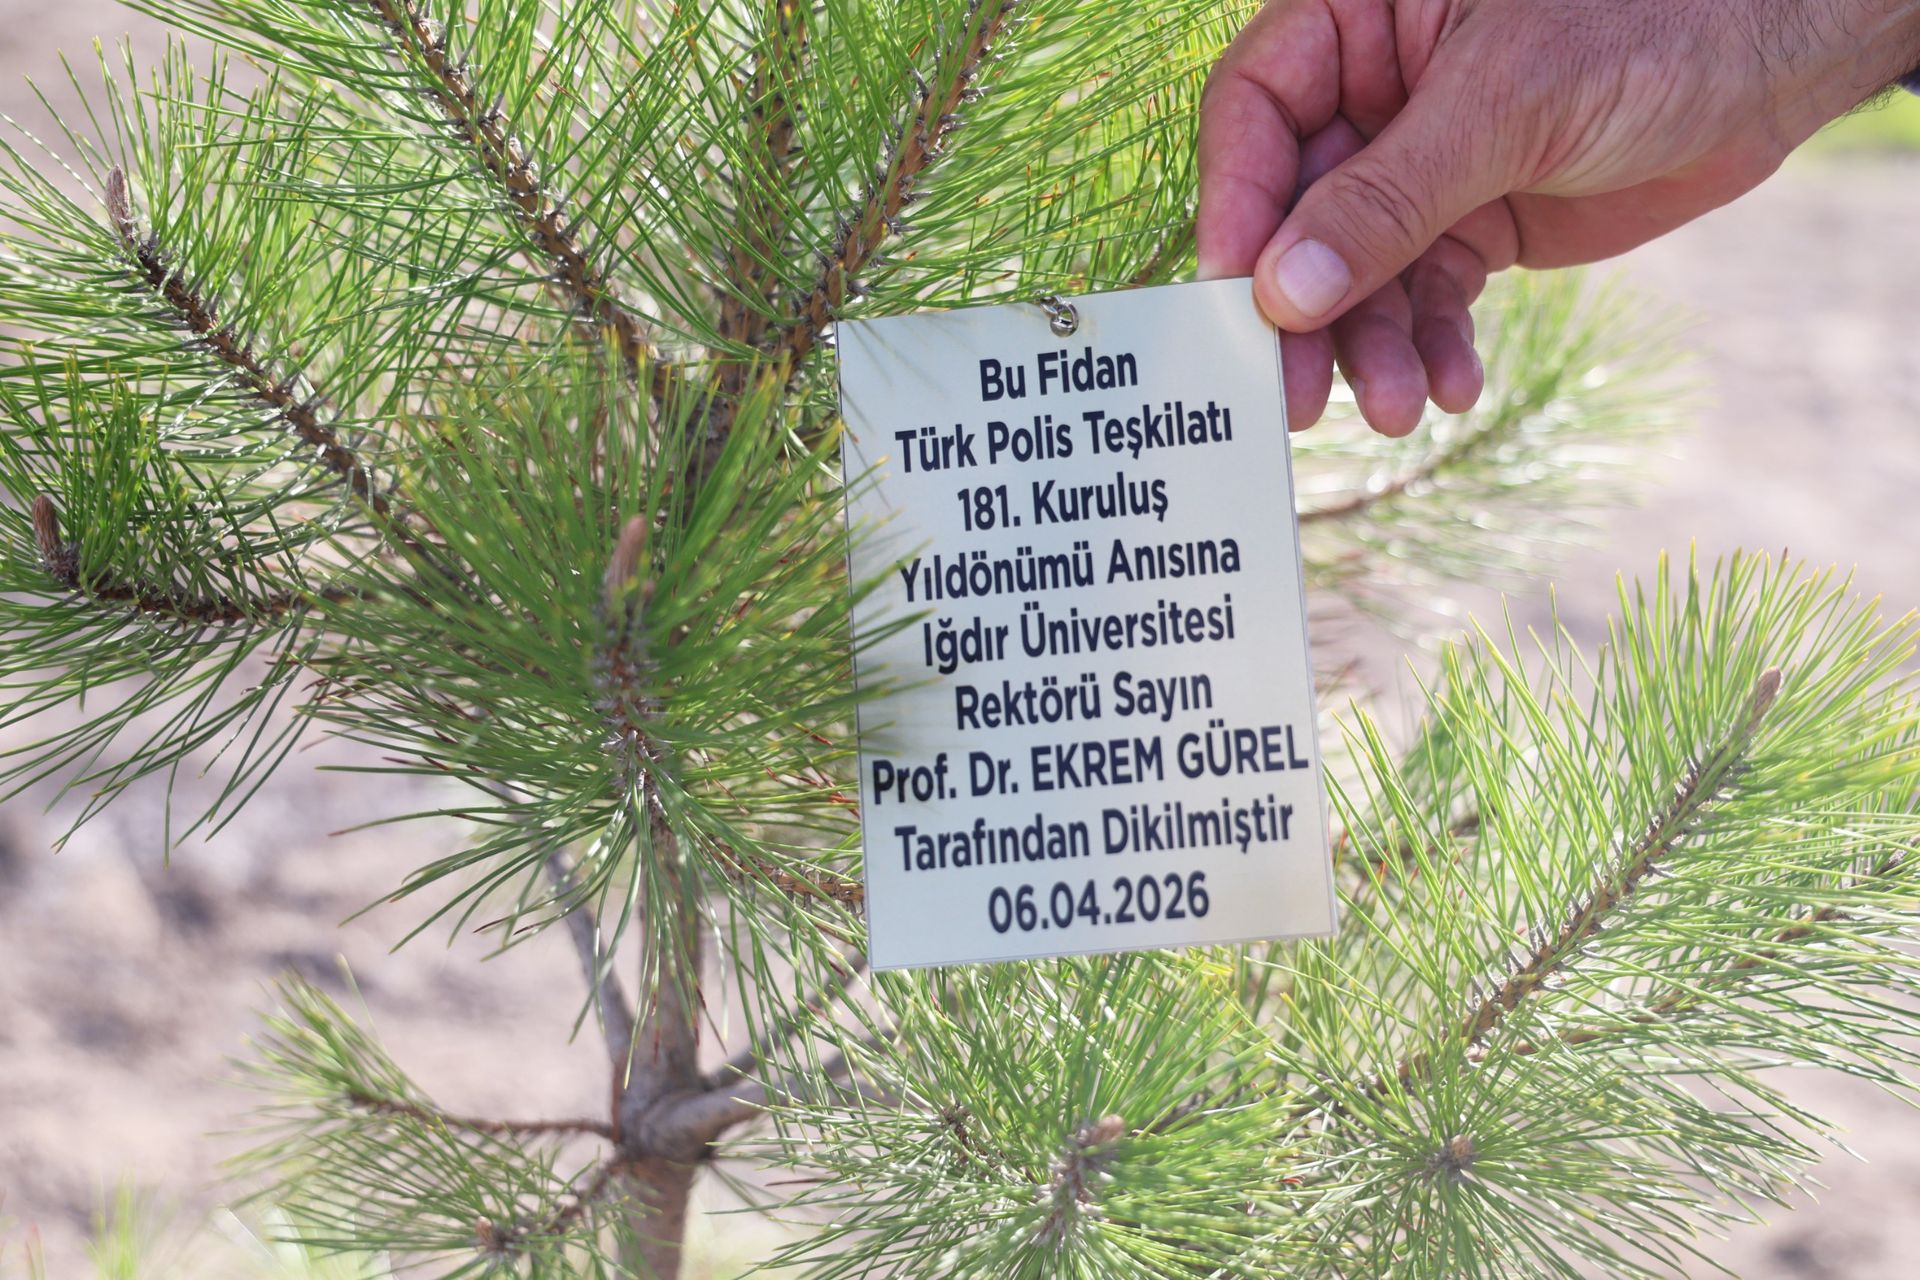 Bu Fidan
Türk Polis Teşkilatı
181. Kuruluş
Yıldönümü Anısına
Iğdır Üniversitesi
Rektörü Sayın
Prof. Dr. EKREM GÜREL
Tarafından Dikilmiştir
06.04.2026